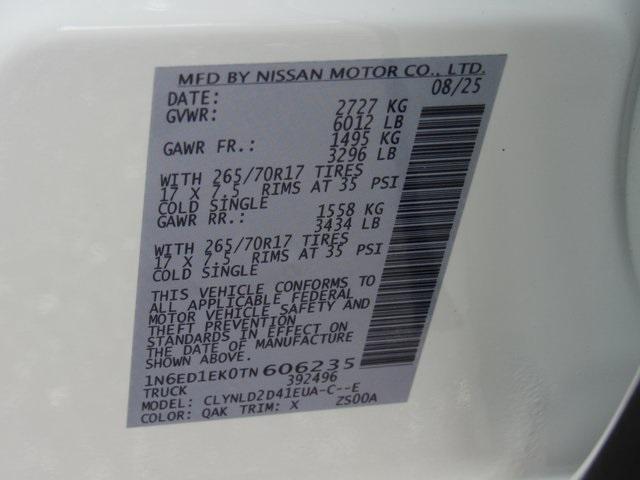 MFD BY NISSAN MOTOR CO., LTD.
DATE: 08/25
GVWR: 2727 KG
6012 LB
GAWR FR.: 1495 KG
3296 LB
WITH 265/70R17 TIRES
17 X 7.5 RIMS AT 35 PSI
COLD SINGLE
GAWR RR.: 1558 KG
3434 LB
WITH 265/70R17 TIRES
17 X 7.5 RIMS AT 35 PSI
COLD SINGLE
THIS VEHICLE CONFORMS TO
ALL APPLICABLE FEDERAL
MOTOR VEHICLE SAFETY AND
THEFT PREVENTION
STANDARDS IN EFFECT ON
THE DATE OF MANUFACTURE
SHOWN ABOVE.
1N6ED1EK0TN606235
TRUCK 392496
MODEL: CLYNLD2D41EUA-C--E
COLOR: QAK TRIM: X ZS00A